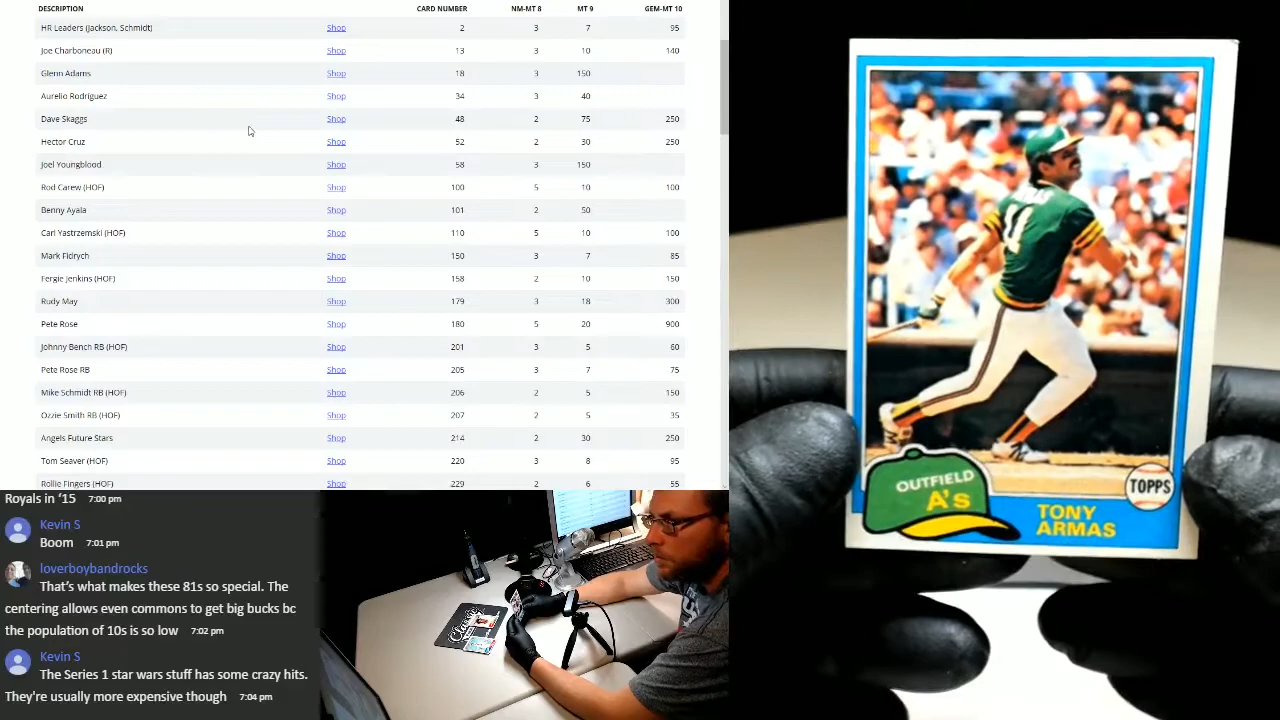 DESCRIPTION CARD NUMBER NM-MT 8 MT 9 GEM-MT 10
HR Leaders (Jackson, Schmidt) Shop 2 3 7 95
Joe Charboneau (R) Shop 13 3 10 140
Glenn Adams Shop 18 3 150
Aurelio Rodriguez Shop 34 3 40
Dave Skaggs Shop 48 2 75 250
Hector Cruz Shop 52 2 30 250
Joel Youngblood Shop 58 3 150
Rod Carew (HOF) Shop 100 5 10 100
Benny Ayala Shop 101 2 50
Carl Yastrzemski (HOF) Shop 110 5 10 100
Mark Fidrych Shop 150 3 7 85
Fergie Jenkins (HOF) Shop 158 2 10 150
Rudy May Shop 179 3 18 300
Pete Rose Shop 180 5 20 900
Johnny Bench RB (HOF) Shop 201 3 5 60
Pete Rose RB Shop 205 3 7 75
Mike Schmidt RB (HOF) Shop 206 2 5 150
Ozzie Smith RB (HOF) Shop 207 2 5 35
Angels Future Stars Shop 214 2 30 250
Tom Seaver (HOF) Shop 220 3 8 95
Rollie Fingers (HOF) Shop 229 2 6 55
Royals in '15 7:00 pm
Kevin S
Boom 7:01 pm
loverboybandrocks
That's what makes these 81s so special. The
centering allows even commons to get big bucks bc
the population of 10s is so low 7:02 pm
Kevin S
The Series 1 star wars stuff has some crazy hits.
They're usually more expensive though 7:04 pm
11
OUTFIELD
A's
TOPPS
TONY
ARMAS